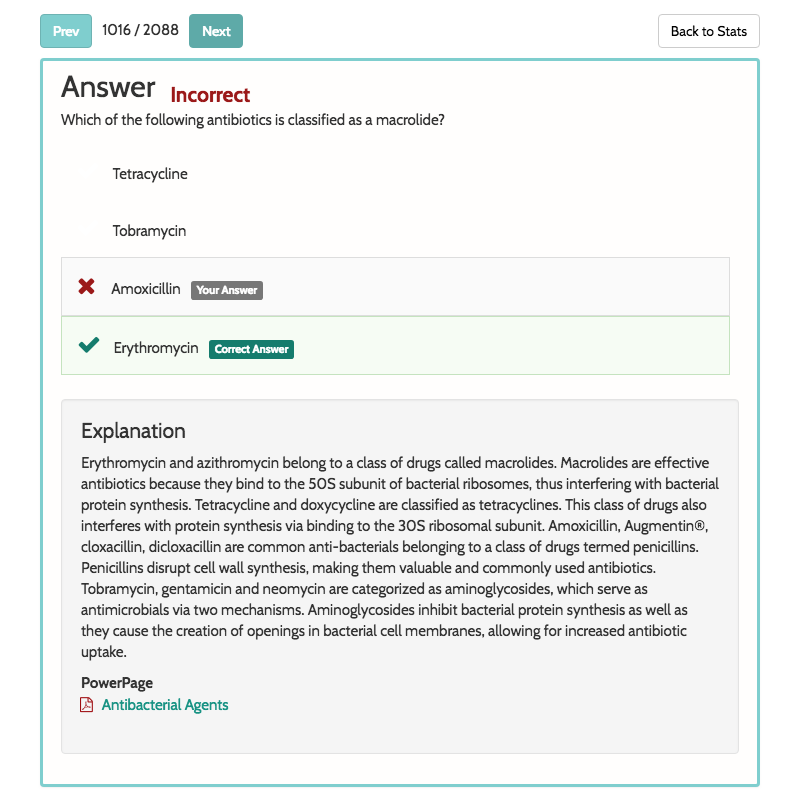 Prev 1016 / 2088 Next Back to Stats
Answer Incorrect
Which of the following antibiotics is classified as a macrolide?
Tetracycline
Tobramycin
Amoxicillin Your Answer
Erythromycin Correct Answer
Explanation
Erythromycin and azithromycin belong to a class of drugs called macrolides. Macrolides are effective
antibiotics because they bind to the 50S subunit of bacterial ribosomes, thus interfering with bacterial
protein synthesis. Tetracycline and doxycycline are classified as tetracyclines. This class of drugs also
interferes with protein synthesis via binding to the 30S ribosomal subunit. Amoxicillin, Augmentin®,
cloxacillin, dicloxacillin are common anti-bacterials belonging to a class of drugs termed penicillins.
Penicillins disrupt cell wall synthesis, making them valuable and commonly used antibiotics.
Tobramycin, gentamicin and neomycin are categorized as aminoglycosides, which serve as
antimicrobials via two mechanisms. Aminoglycosides inhibit bacterial protein synthesis as well as
they cause the creation of openings in bacterial cell membranes, allowing for increased antibiotic
uptake.
PowerPage
Antibacterial Agents